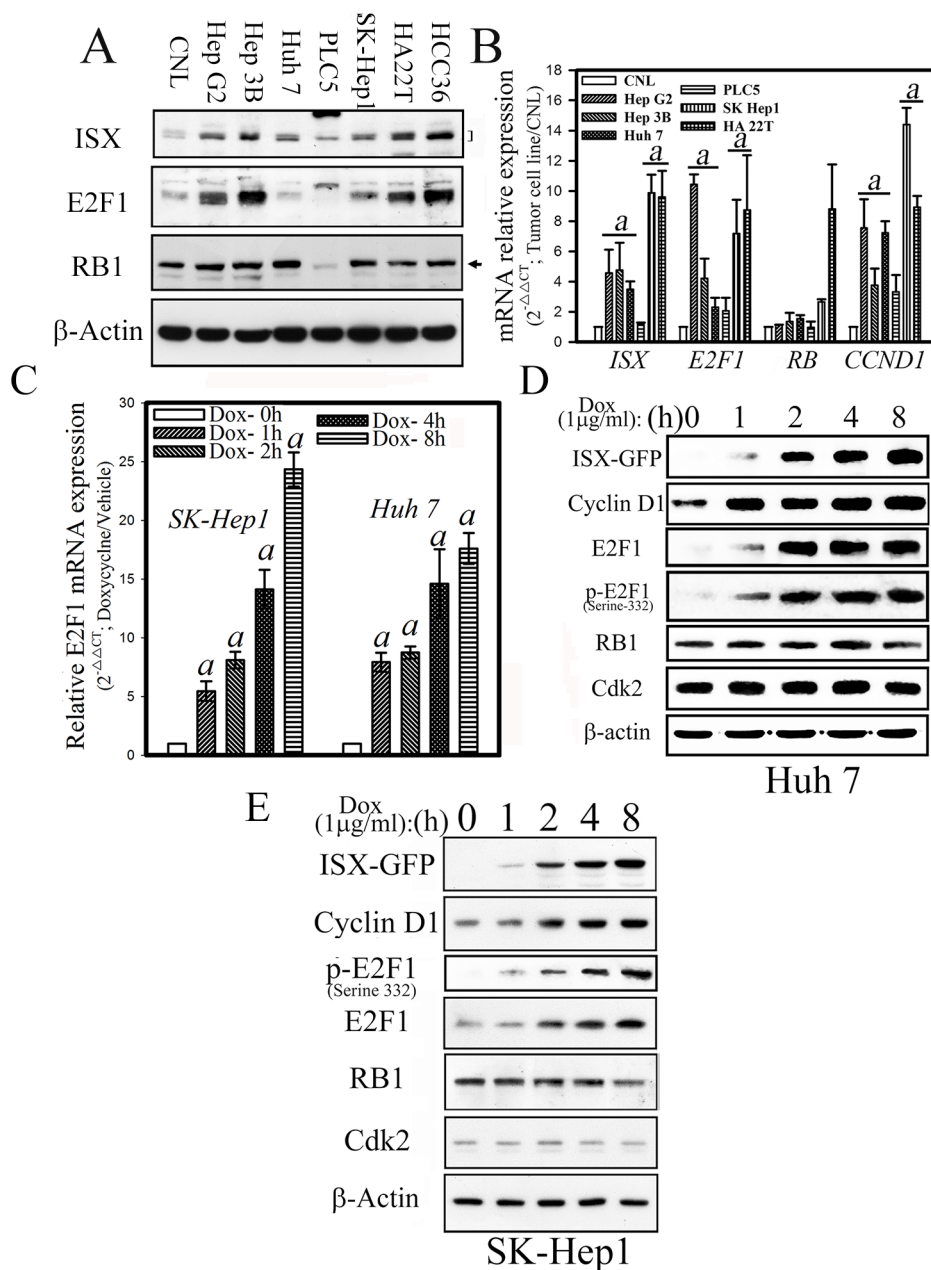 A
CNL
Hep G2
Hep 3B
Huh 7
PLC5
SK-Hep1
HA22T
HCC36
ISX
E2F1
RB1
β-Actin
B
mRNA relative expression
(2^-△△CT; Tumor cell line/CNL)
18
16
14
12
10
8
6
4
2
0
CNL
Hep G2
Hep 3B
Huh 7
PLC5
SK Hep1
HA 22T
a
a
a
a
a
a
ISX
E2F1
RB
CCND1
C
Relative E2F1 mRNA expression
(2^-△△CT; Doxycyclne/Vehicle)
30
25
20
15
10
5
0
Dox- 0h
Dox- 1h
Dox- 2h
Dox- 4h
Dox- 8h
SK-Hep1
Huh 7
a
a
a
a
a
a
a
a
D
Dox
(1μg/ml): (h) 0 1 2 4 8
ISX-GFP
Cyclin D1
E2F1
p-E2F1
(Serine-332)
RB1
Cdk2
β-actin
Huh 7
E
Dox
(1μg/ml):(h) 0 1 2 4 8
ISX-GFP
Cyclin D1
p-E2F1
(Serine 332)
E2F1
RB1
Cdk2
β-Actin
SK-Hep1